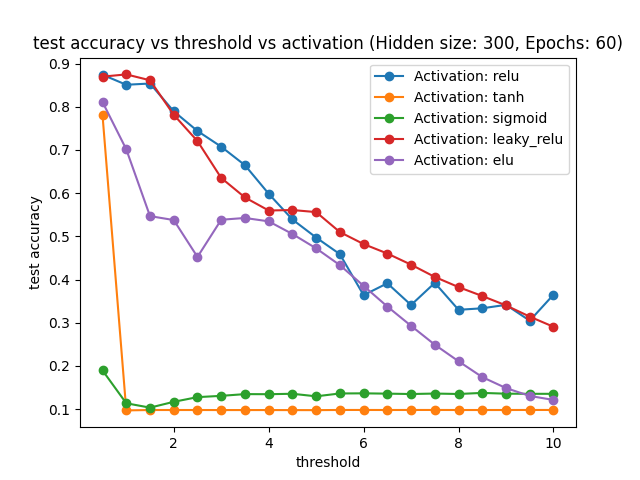 test accuracy vs threshold vs activation (Hidden size: 300, Epochs: 60)
0.9
0.8
0.7
0.6
0.5
0.4
0.3
0.2
0.1
test accuracy
Activation: relu
Activation: tanh
Activation: sigmoid
Activation: leaky_relu
Activation: elu
2 4 6 8 10
threshold